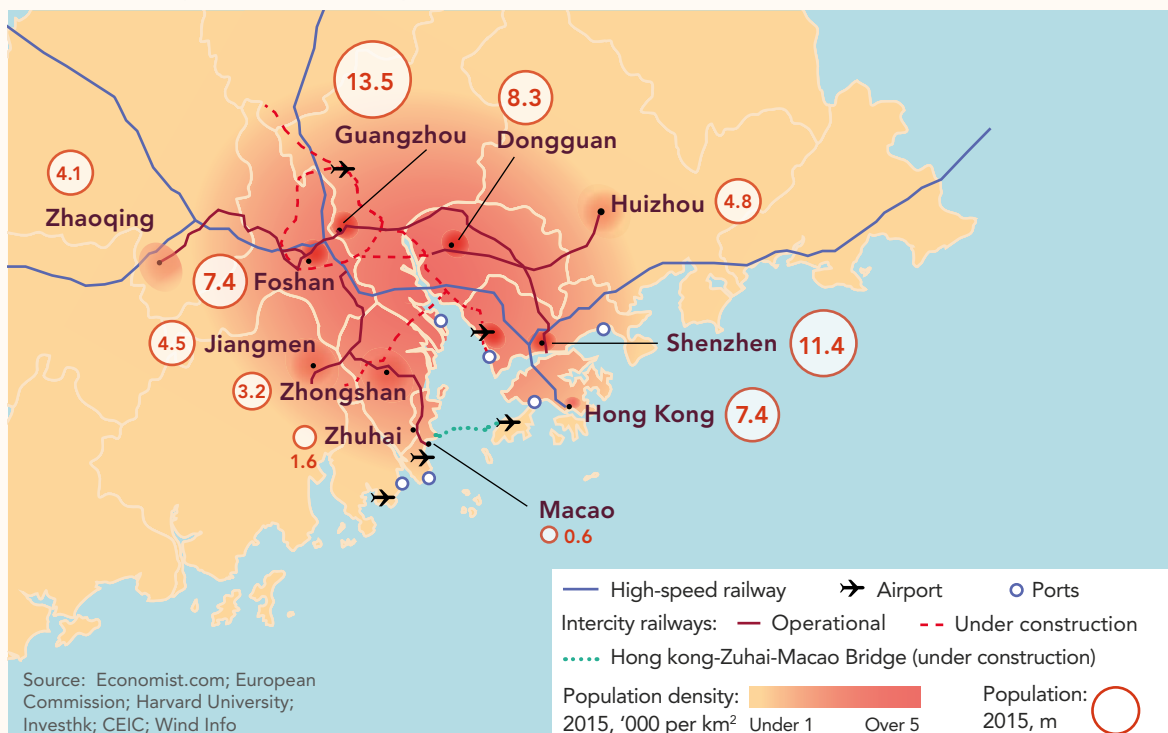 13.5
Guangzhou
8.3
Dongguan
4.1
Zhaoqing
Huizhou
4.8
7.4
Foshan
4.5
Jiangmen
3.2
Zhongshan
Zhuhai
1.6
Shenzhen
11.4
Hong Kong
7.4
Macao
0.6
High-speed railway
Airport
Ports
Intercity railways:
Operational
Under construction
Hong kong-Zuhai-Macao Bridge (under construction)
Population density:
2015, ‘000 per km²
Under 1
Over 5
Population:
2015, m
Source: Economist.com; European
Commission; Harvard University;
Investhk; CEIC; Wind Info